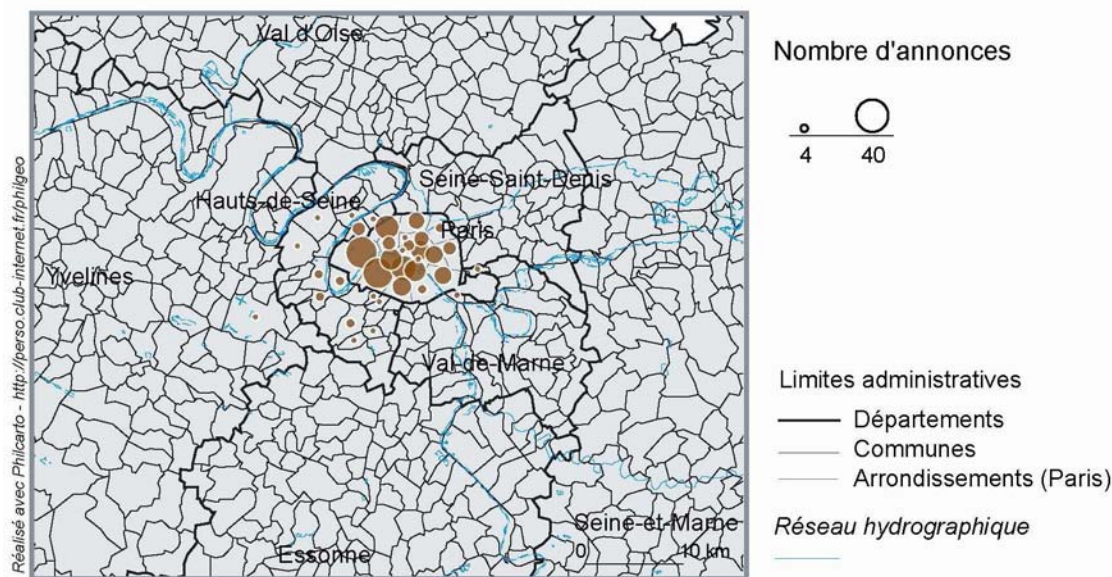 Val d'Oise
Seine-Saint-Denis
Hauts-de-Seine
Paris
Yvelines
Val-de-Marne
Seine-et-Marne
Essonne
0 10 km
Réalisé avec Philcarto - http://perso.club-internet.fr/philgeo
Nombre d'annonces
4 40
Limites administratives
Départements
Communes
Arrondissements (Paris)
Réseau hydrographique